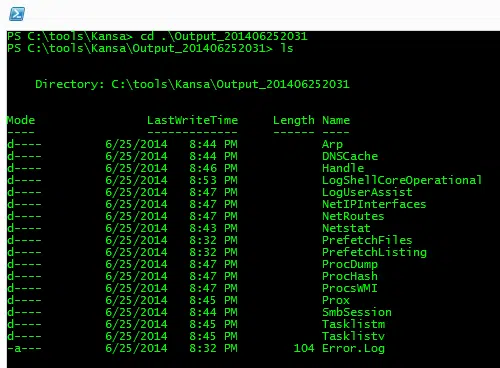 PS C:\tools\Kansa> cd .\Output_201406252031
PS C:\tools\Kansa\Output_201406252031> ls
Directory: C:\tools\Kansa\Output_201406252031
Mode LastWriteTime Length Name
---- ------------- ------ ----
d---- 6/25/2014 8:44 PM Arp
d---- 6/25/2014 8:44 PM DNSCache
d---- 6/25/2014 8:46 PM Handle
d---- 6/25/2014 8:53 PM LogShellCoreOperational
d---- 6/25/2014 8:47 PM LogUserAssist
d---- 6/25/2014 8:47 PM NetIPInterfaces
d---- 6/25/2014 8:47 PM NetRoutes
d---- 6/25/2014 8:43 PM Netstat
d---- 6/25/2014 8:32 PM PrefetchFiles
d---- 6/25/2014 8:32 PM PrefetchListing
d---- 6/25/2014 8:47 PM ProcDump
d---- 6/25/2014 8:47 PM ProcHash
d---- 6/25/2014 8:47 PM ProcsWMI
d---- 6/25/2014 8:45 PM Prox
d---- 6/25/2014 8:44 PM SmbSession
d---- 6/25/2014 8:45 PM Tasklistm
d---- 6/25/2014 8:45 PM Tasklistv
-a--- 6/25/2014 8:32 PM 104 Error.Log